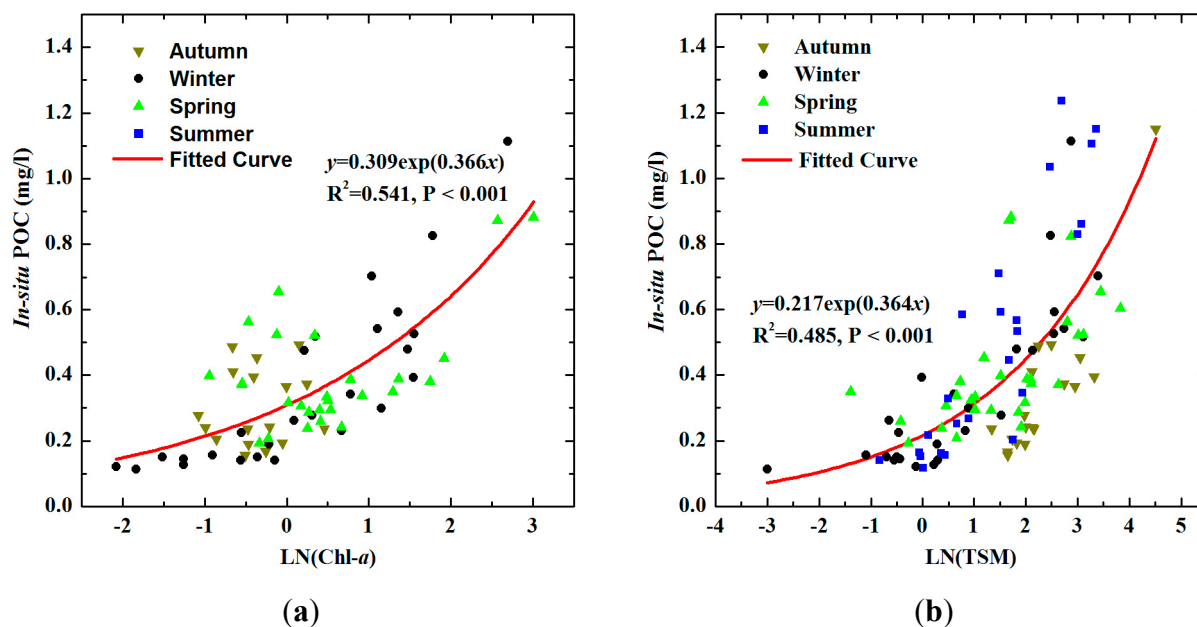 1.4
1.2
1.0
0.8
0.6
0.4
0.2
0.0
In-situ POC (mg/l)
Autumn
Winter
Spring
Summer
Fitted Curve
y=0.309exp(0.366x)
R²=0.541, P < 0.001
-2 -1 0 1 2 3
LN(Chl-a)
(a)
1.4
1.2
1.0
0.8
0.6
0.4
0.2
0.0
In-situ POC (mg/l)
Autumn
Winter
Spring
Summer
Fitted Curve
y=0.217exp(0.364x)
R²=0.485, P < 0.001
-4 -3 -2 -1 0 1 2 3 4 5
LN(TSM)
(b)